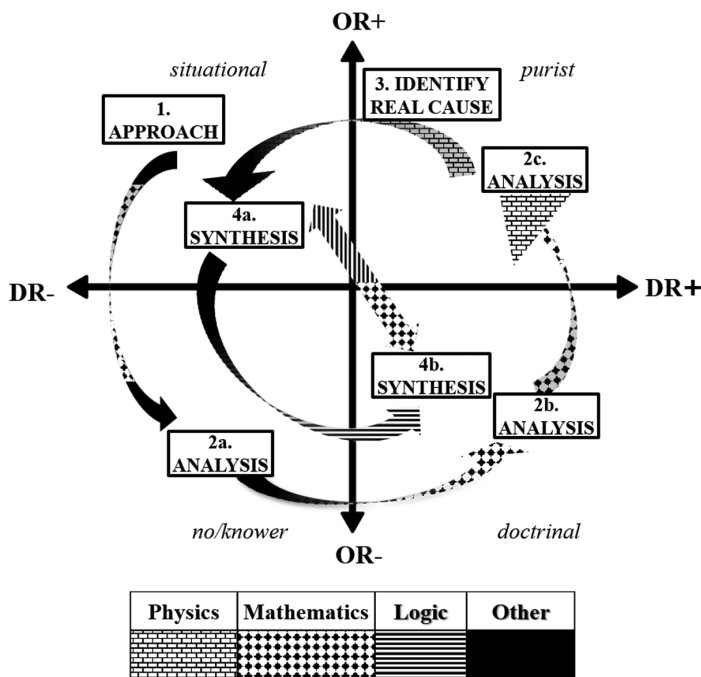 OR+
situational
purist
1.
APPROACH
3. IDENTIFY
REAL CAUSE
2c.
ANALYSIS
4a.
SYNTHESIS
DR-
DR+
4b.
SYNTHESIS
2b.
ANALYSIS
2a.
ANALYSIS
no/knower
doctrinal
OR-
Physics
Mathematics
Logic
Other